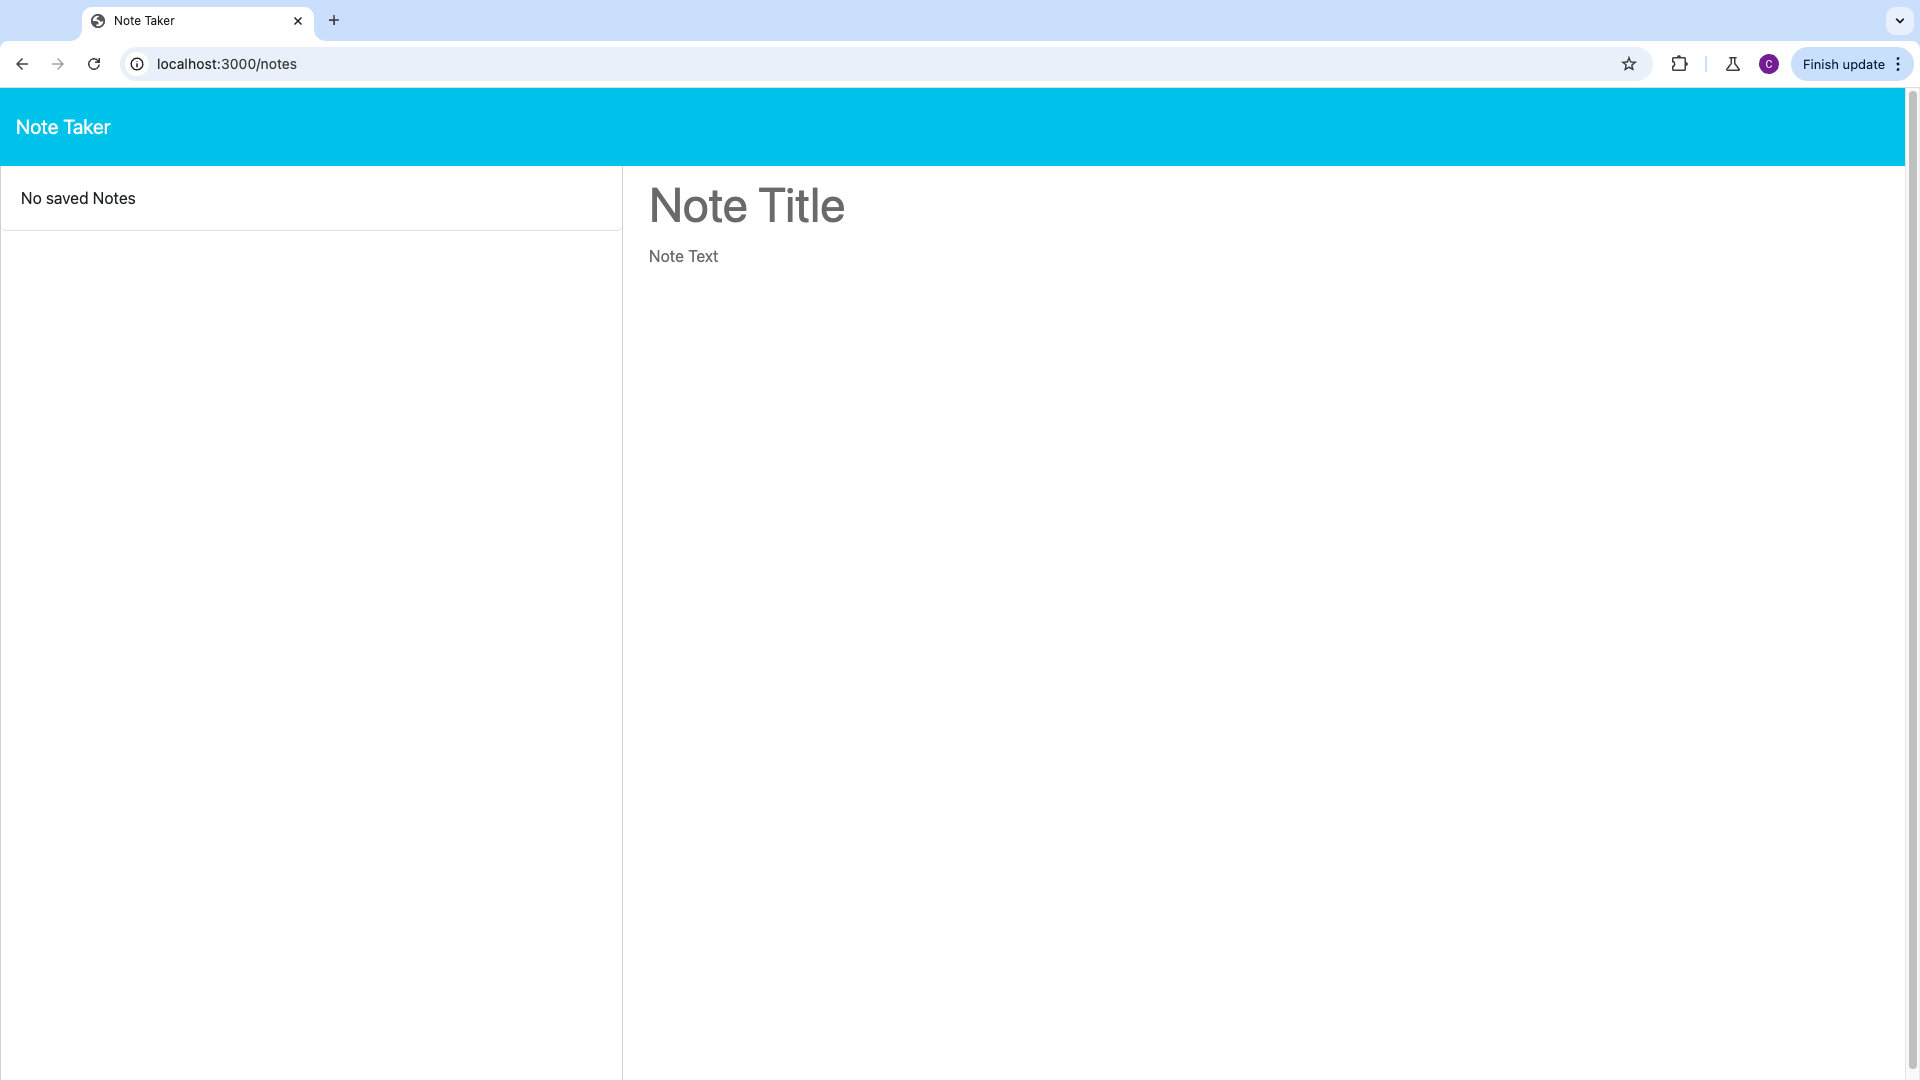 Note Taker
localhost:3000/notes
C
Finish update
Note Taker
No saved Notes
Note Title
Note Text